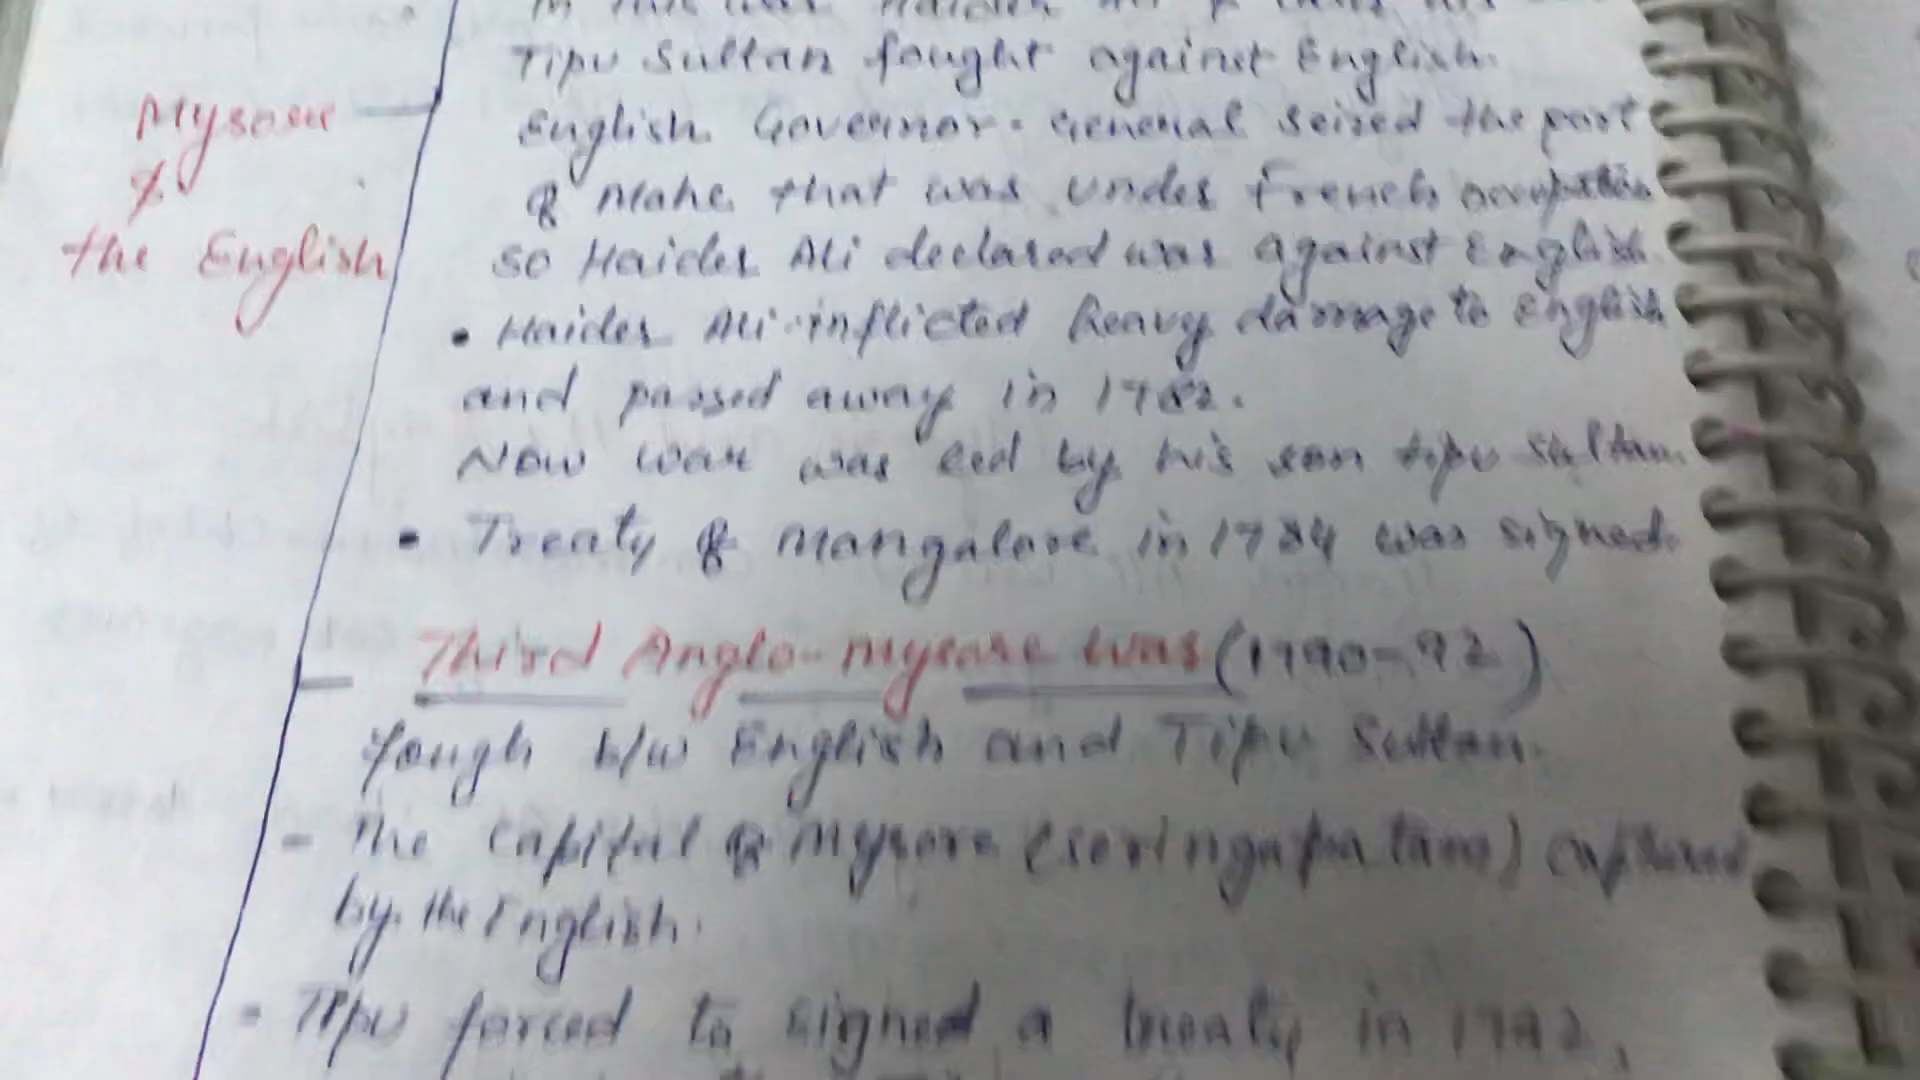 Mysore
&
the English
Tipu Sultan fought against English.
English Governor-General seized the port
of Mahe that was under French occupation
so Haider Ali declared war against English.
• Haider Ali inflicted heavy damage to English
and passed away in 1782.
Now war was led by his son tipu sultan.
• Treaty of Mangalore in 1784 was signed.
Third Anglo-mysore war (1790-92)
fough b/w English and Tipu Sultan.
- The Capital of Mysore (seringapatam) captured
by the English.
- Tipu forced to signed a treaty in 1792,